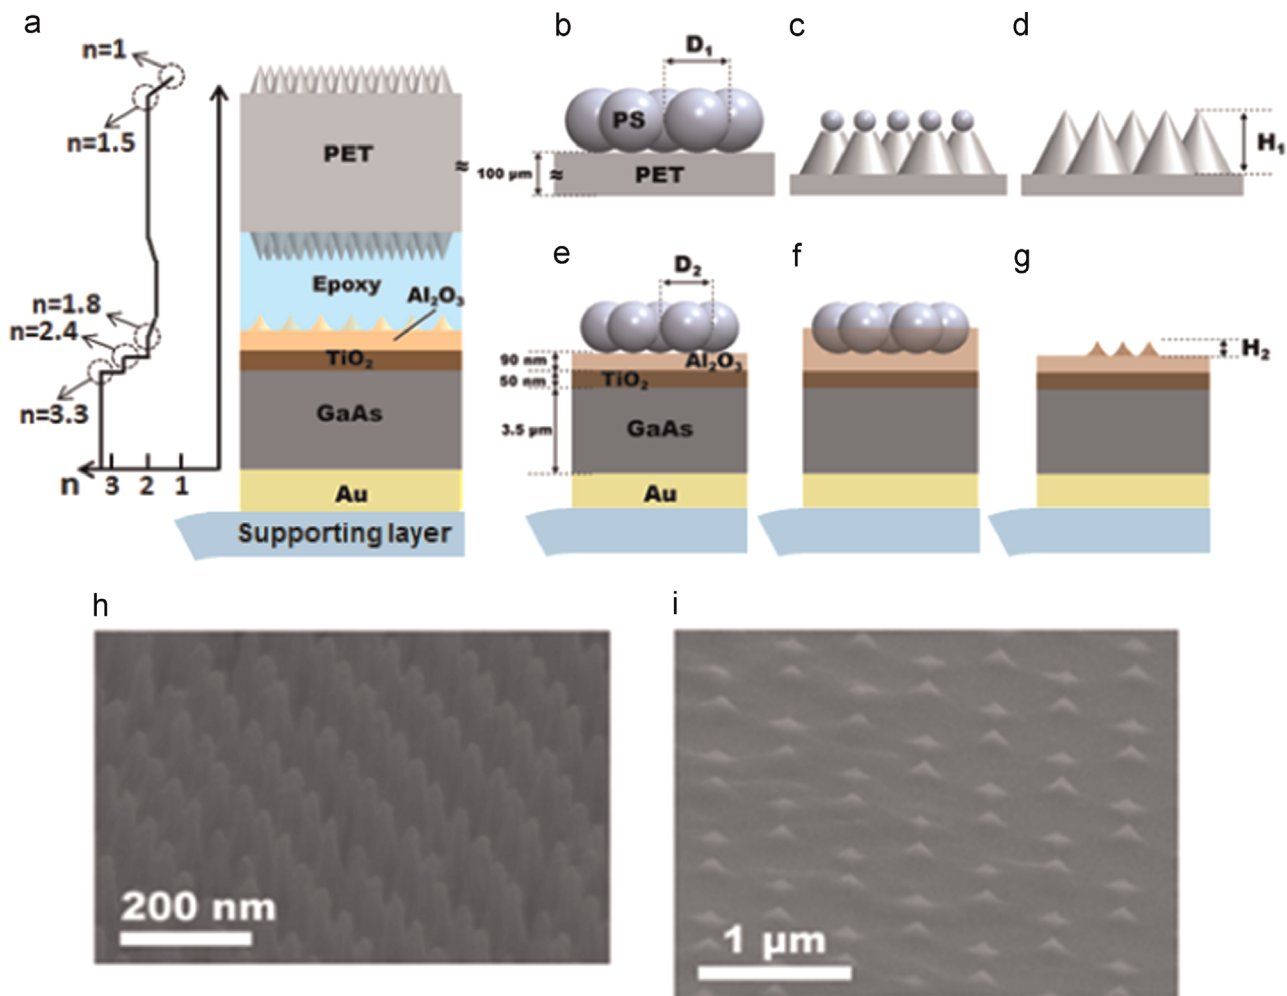 a
n=1
n=1.5
n=1.8
n=2.4
n=3.3
n 3 2 1
PET
Epoxy
Al₂O₃
TiO₂
GaAs
Au
Supporting layer
b
D₁
PS
≈ 100 μm ≈
PET
c
d
H₁
e
D₂
90 nm
Al₂O₃
50 nm
TiO₂
3.5 μm
GaAs
Au
f
g
H₂
h
200 nm
i
1 μm